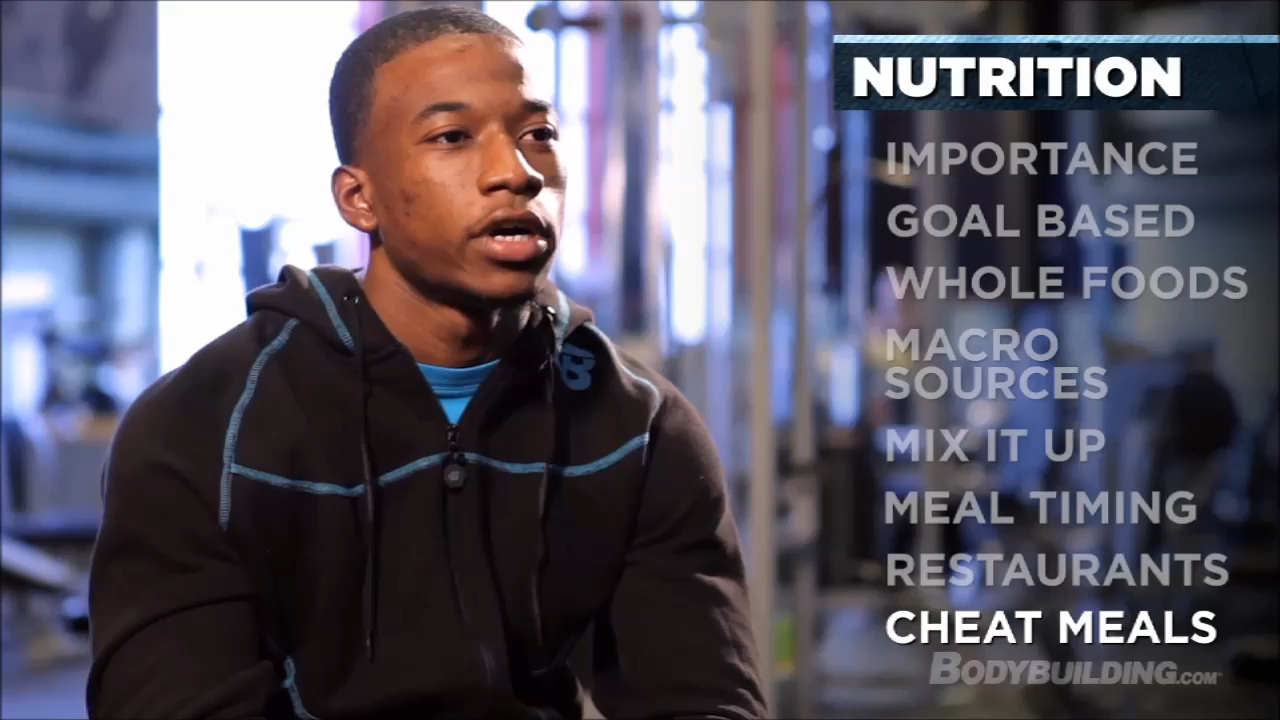 NUTRITION
IMPORTANCE
GOAL BASED
WHOLE FOODS
MACRO
SOURCES
MIX IT UP
MEAL TIMING
RESTAURANTS
CHEAT MEALS
BODYBUILDING.COM
B